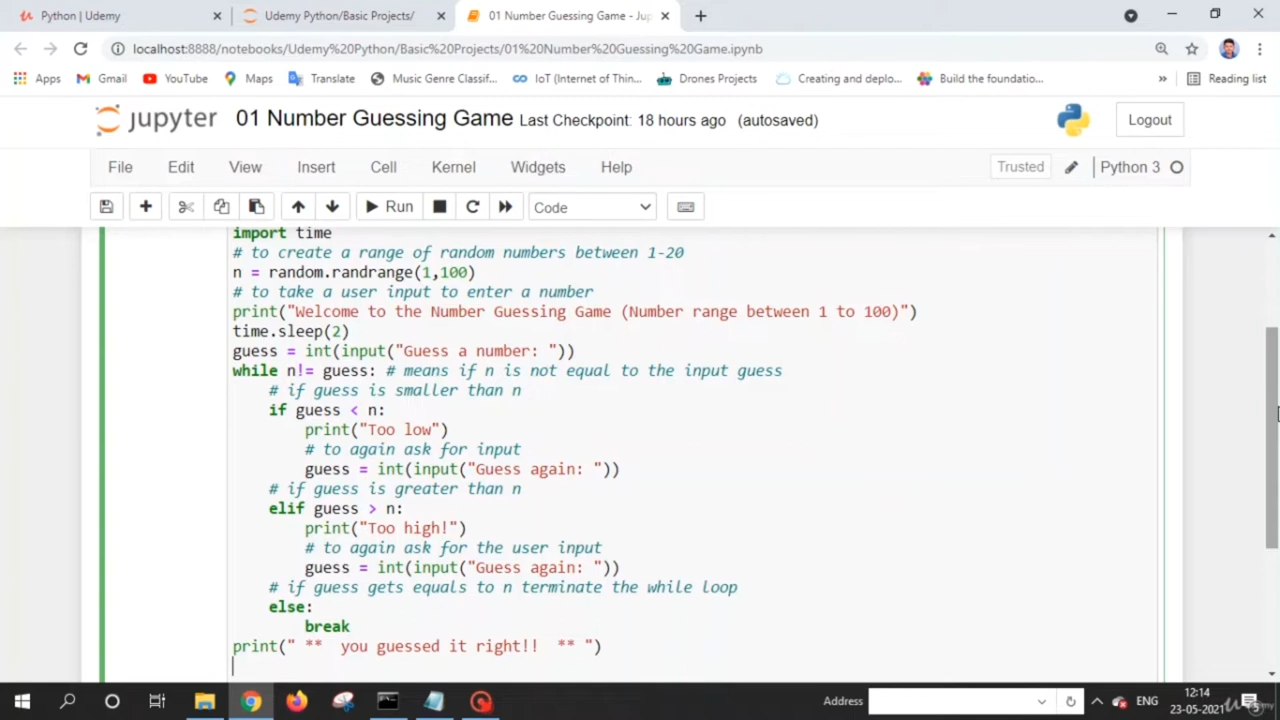 Python | Udemy
Udemy Python/Basic Projects/
01 Number Guessing Game - Jup
localhost:8888/notebooks/Udemy%20Python/Basic%20Projects/01%20Number%20Guessing%20Game.ipynb
Apps Gmail YouTube Maps Translate Music Genre Classif... IoT (Internet of Thin... Drones Projects Creating and deplo... Build the foundatio... » Reading list
jupyter 01 Number Guessing Game Last Checkpoint: 18 hours ago (autosaved) Logout
File Edit View Insert Cell Kernel Widgets Help Trusted Python 3
Run Code
import time
# to create a range of random numbers between 1-20
n = random.randrange(1,100)
# to take a user input to enter a number
print("Welcome to the Number Guessing Game (Number range between 1 to 100)")
time.sleep(2)
guess = int(input("Guess a number: "))
while n!= guess: # means if n is not equal to the input guess
    # if guess is smaller than n
    if guess < n:
        print("Too low")
        # to again ask for input
        guess = int(input("Guess again: "))
    # if guess is greater than n
    elif guess > n:
        print("Too high!")
        # to again ask for the user input
        guess = int(input("Guess again: "))
    # if guess gets equals to n terminate the while loop
    else:
        break
print(" **  you guessed it right!!  ** ")
Address ENG 12:14
23-05-2021